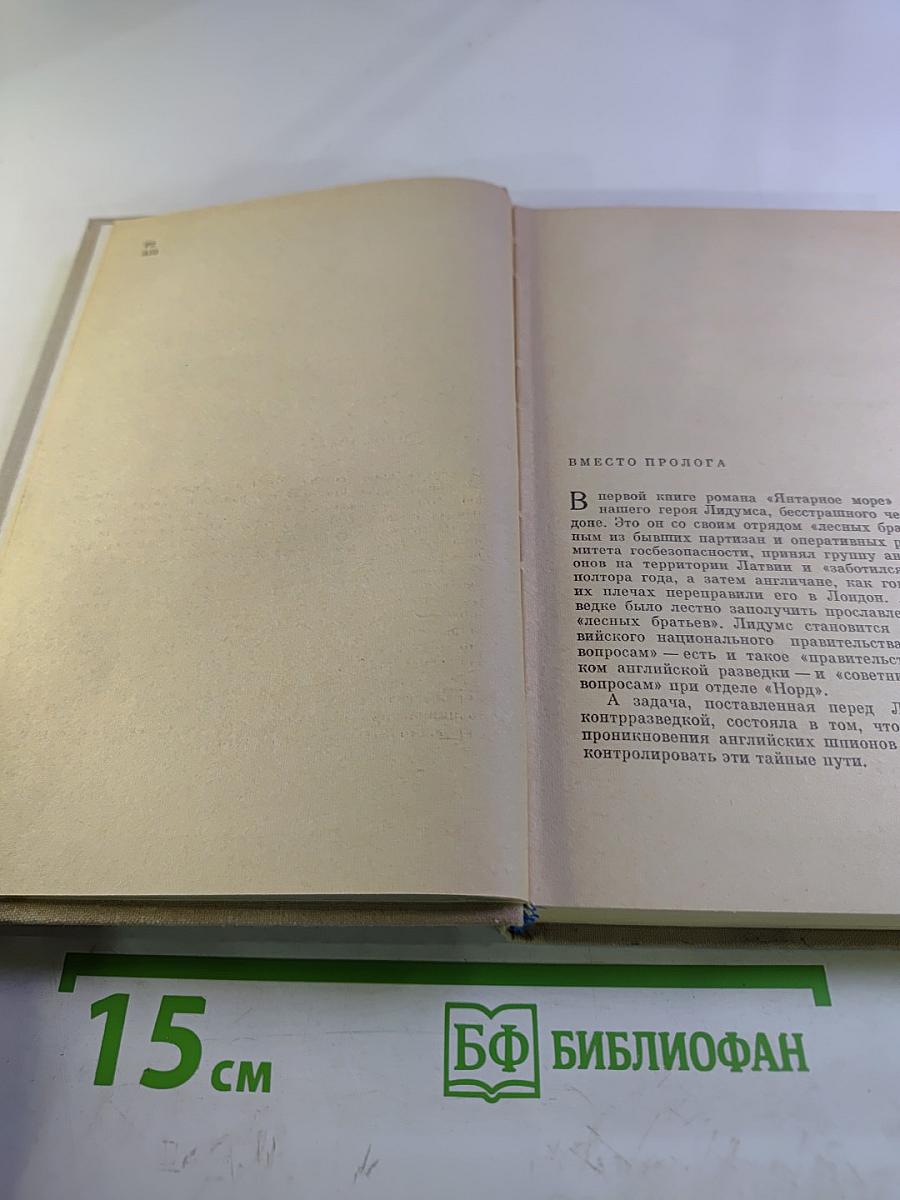 Р2
ВМЕСТО ПРОЛОГА
В первой книге романа «Янтарное море»
нашего героя Лидумса, бесстрашного че
доне. Это он со своим отрядом «лесных бра
ным из бывших партизан и оперативных р
митета госбезопасности, принял группу ан
онов на территории Латвии и «заботился
полтора года, а затем англичане, как гов
их плечах переправили его в Лондон.
ведке было лестно заполучить прославле
«лесных братьев». Лидумс становится
вийского национального правительства
вопросам» — есть и такое «правительст
ком английской разведки — и «советни
вопросам» при отделе «Норд».
А задача, поставленная перед Л
контрразведкой, состояла в том, что
проникновения английских шпионов
контролировать эти тайные пути.
15 см
БФ БИБЛИОФАН